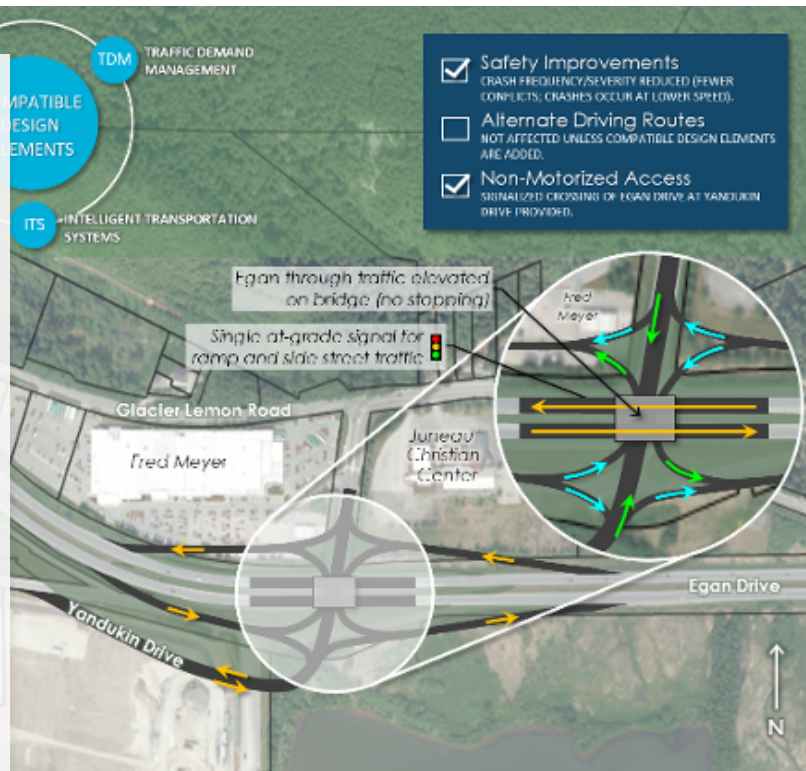 TDM
TRAFFIC DEMAND
MANAGEMENT
OMPATIBLE
DESIGN
LEMENTS
ITS
INTELLIGENT TRANSPORTATION
SYSTEMS
Safety Improvements
CRASH FREQUENCY/SEVERITY REDUCED (FEWER
CONFLICTS; CRASHES OCCUR AT LOWER SPEED).
Alternate Driving Routes
NOT AFFECTED UNLESS COMPATIBLE DESIGN ELEMENTS
ARE ADDED.
Non-Motorized Access
SIGNALIZED CROSSING OF EGAN DRIVE AT YANDUKIN
DRIVE PROVIDED.
Egan through traffic elevated
on bridge (no stopping)
Single at-grade signal for
ramp and side street traffic
Fred
Meyer
Glacier Lemon Road
Fred Meyer
Juneau
Christian
Center
Egan Drive
Yandukin Drive
N